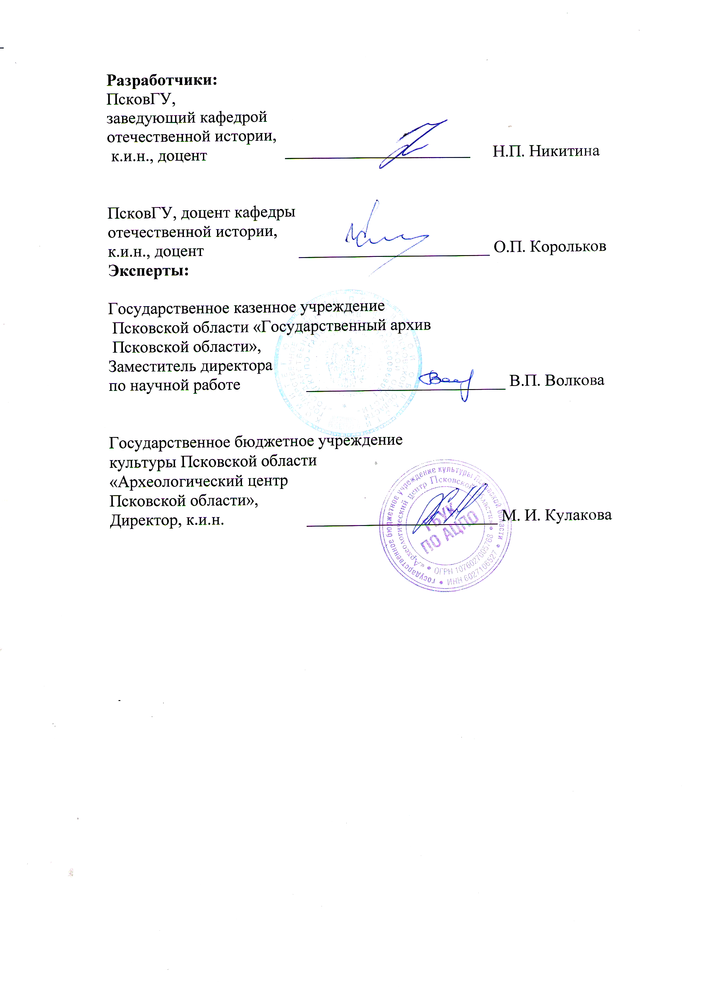 Разработчики:
ПсковГУ,
заведующий кафедрой
отечественной истории,
к.и.н., доцент Н.П. Никитина
ПсковГУ, доцент кафедры
отечественной истории,
к.и.н., доцент О.П. Корольков
Эксперты:
Государственное казенное учреждение
Псковской области «Государственный архив
Псковской области»,
Заместитель директора
по научной работе В.П. Волкова
Государственное бюджетное учреждение
культуры Псковской области
«Археологический центр
Псковской области»,
Директор, к.и.н. М. И. Кулакова
государственное бюджетное учреждение культуры Псковской области
«Археологический центр Псковской области»
ГБУК
ПО АЦПО
ОГРН 1076027005768
ИНН 6027106527